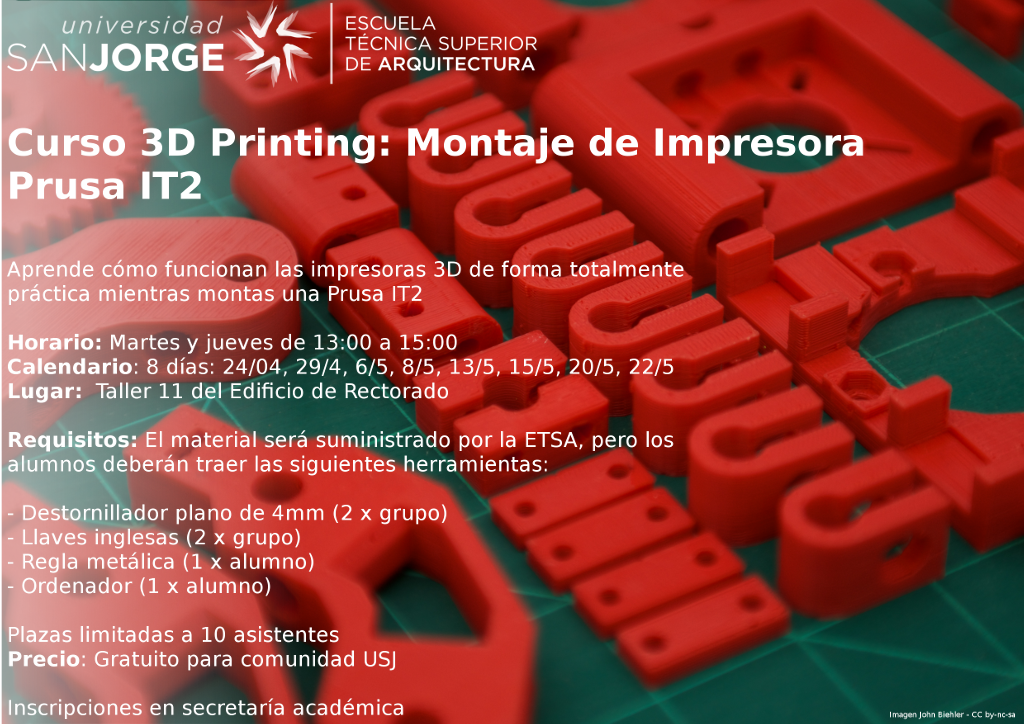 universidad
SANJORGE
ESCUELA
TÉCNICA SUPERIOR
DE ARQUITECTURA
Curso 3D Printing: Montaje de Impresora
Prusa IT2
Aprende cómo funcionan las impresoras 3D de forma totalmente
práctica mientras montas una Prusa IT2
Horario: Martes y jueves de 13:00 a 15:00
Calendario: 8 días: 24/04, 29/4, 6/5, 8/5, 13/5, 15/5, 20/5, 22/5
Lugar:  Taller 11 del Edificio de Rectorado
Requisitos: El material será suministrado por la ETSA, pero los
alumnos deberán traer las siguientes herramientas:
- Destornillador plano de 4mm (2 x grupo)
- Llaves inglesas (2 x grupo)
- Regla metálica (1 x alumno)
- Ordenador (1 x alumno)
Plazas limitadas a 10 asistentes
Precio: Gratuito para comunidad USJ
Inscripciones en secretaría académica
Imagen John Biehler - CC by-nc-sa